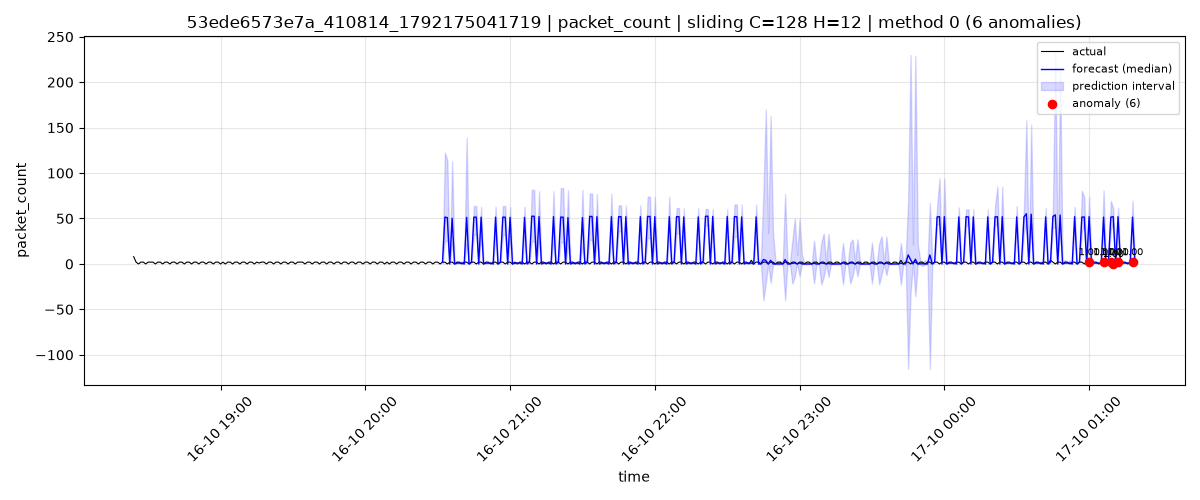 53ede6573e7a_410814_1792175041719 | packet_count | sliding C=128 H=12 | method 0 (6 anomalies)
actual
forecast (median)
prediction interval
anomaly (6)
packet_count
250
200
150
100
50
0
−50
−100
16-10 19:00
16-10 20:00
16-10 21:00
16-10 22:00
16-10 23:00
17-10 00:00
17-10 01:00
time